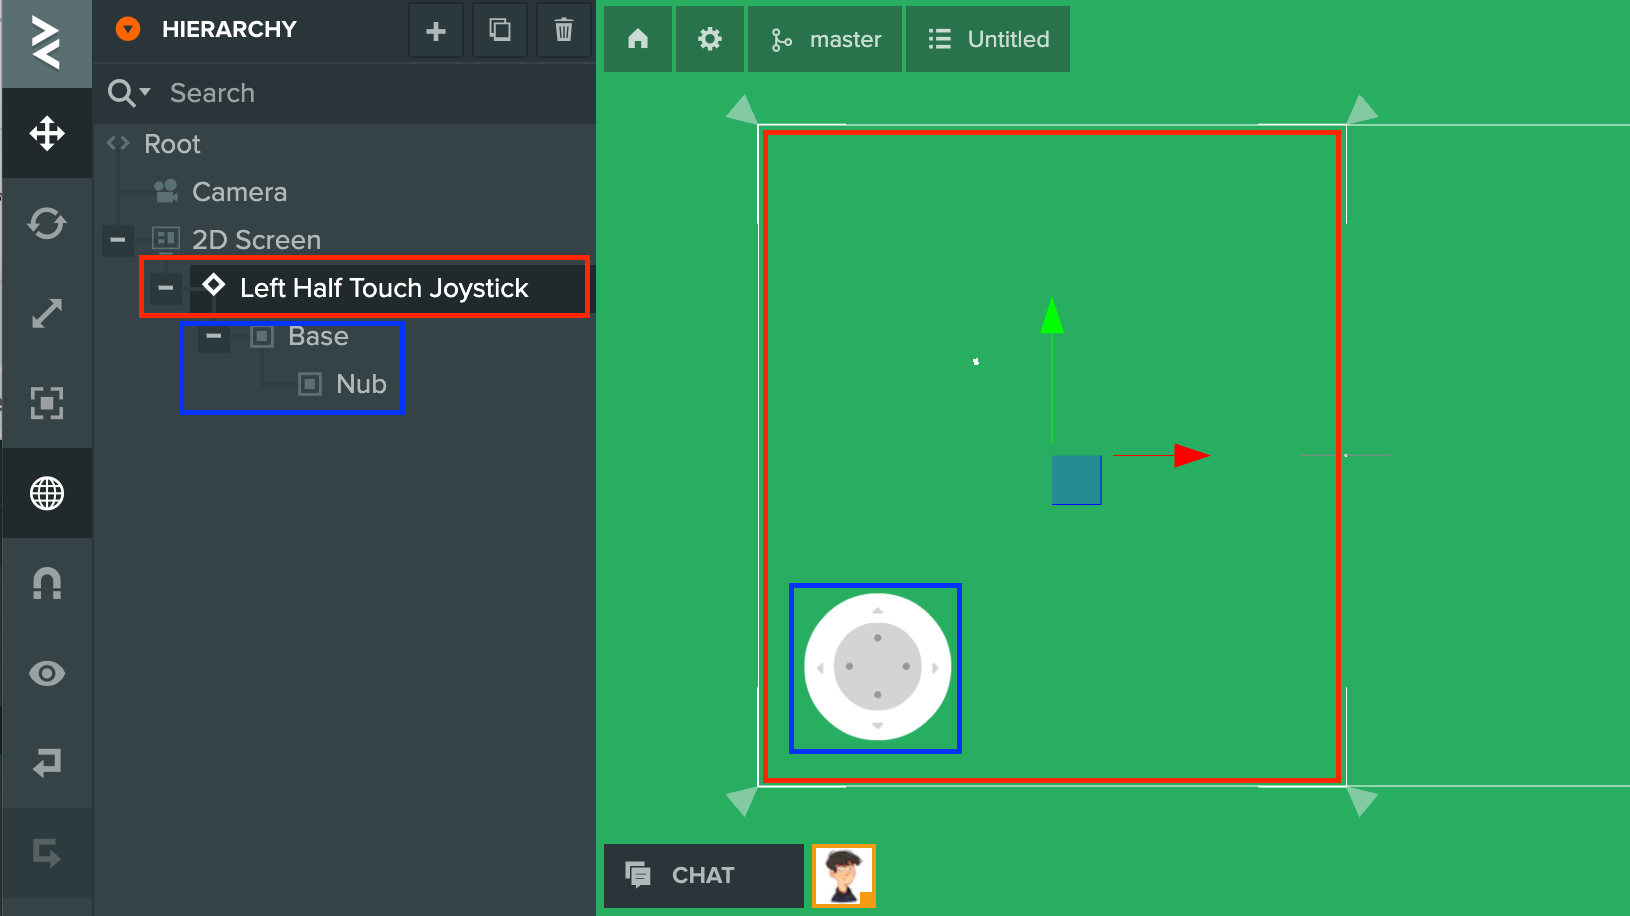 HIERARCHY
Search
Root
Camera
2D Screen
Left Half Touch Joystick
Base
Nub
master
Untitled
CHAT